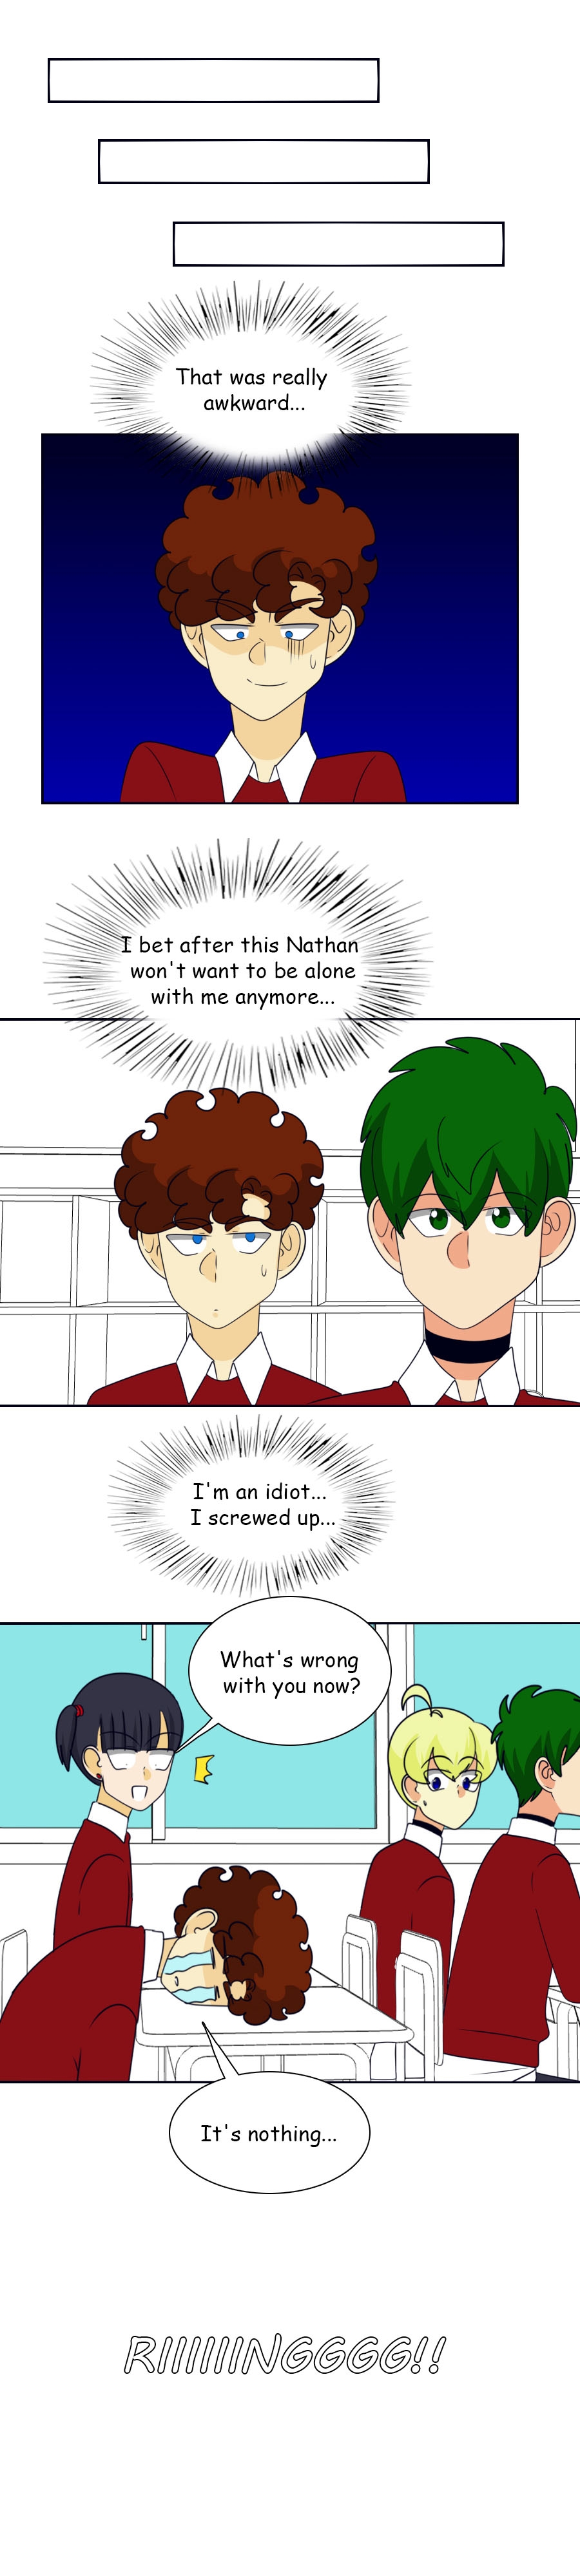 That was really
awkward...
I bet after this Nathan
won't want to be alone
with me anymore...
I'm an idiot...
I screwed up...
What's wrong
with you now?
It's nothing...
RIIIIIINGGGG!!